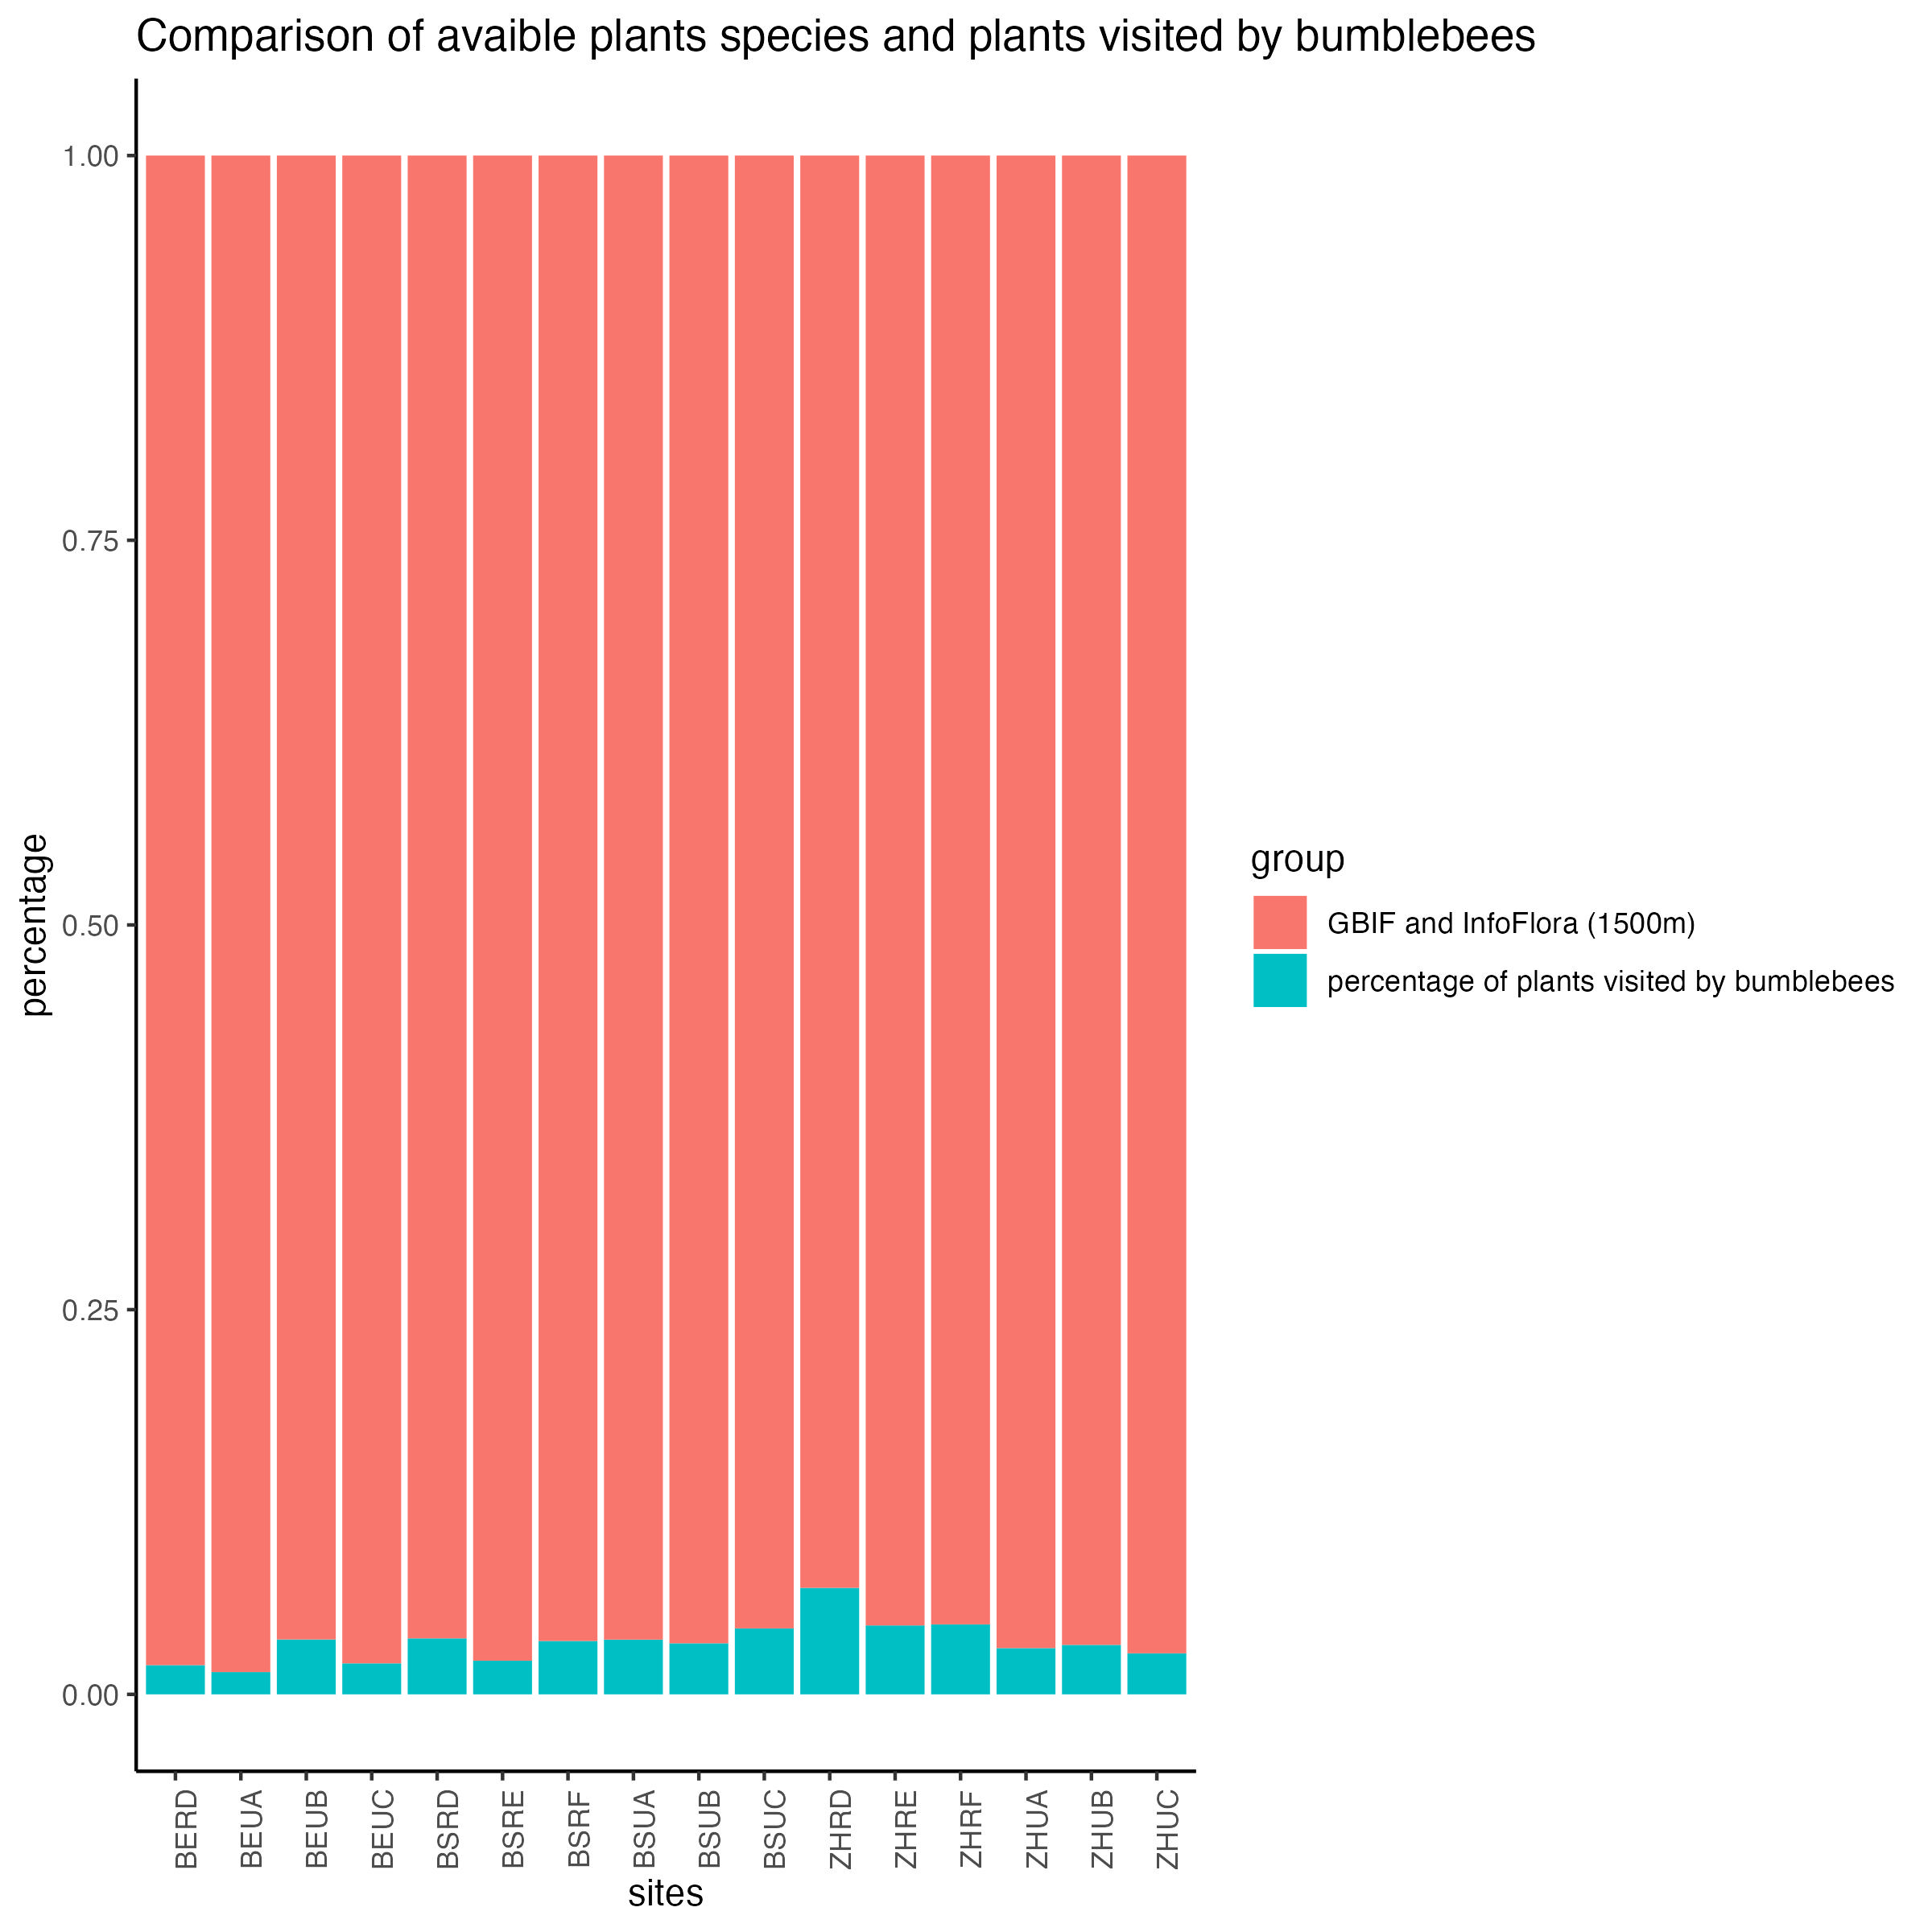 Comparison of avaible plants species and plants visited by bumblebees
percentage
1.00
0.75
0.50
0.25
0.00
BERD
BEUA
BEUB
BEUC
BSRD
BSRE
BSRF
BSUA
BSUB
BSUC
ZHRD
ZHRE
ZHRF
ZHUA
ZHUB
ZHUC
sites
group
GBIF and InfoFlora (1500m)
percentage of plants visited by bumblebees